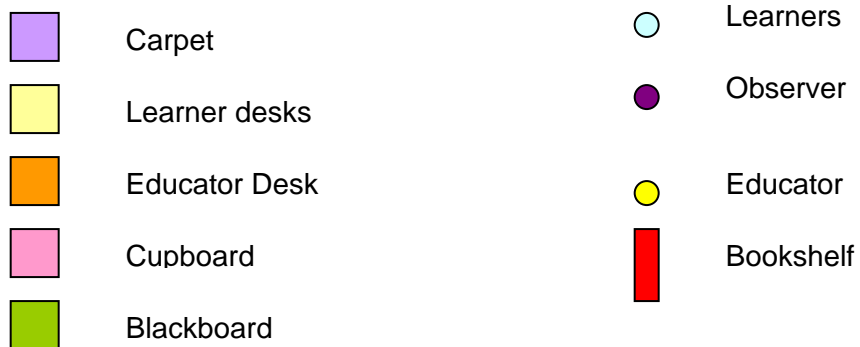 Carpet
Learner desks
Educator Desk
Cupboard
Blackboard
Learners
Observer
Educator
Bookshelf